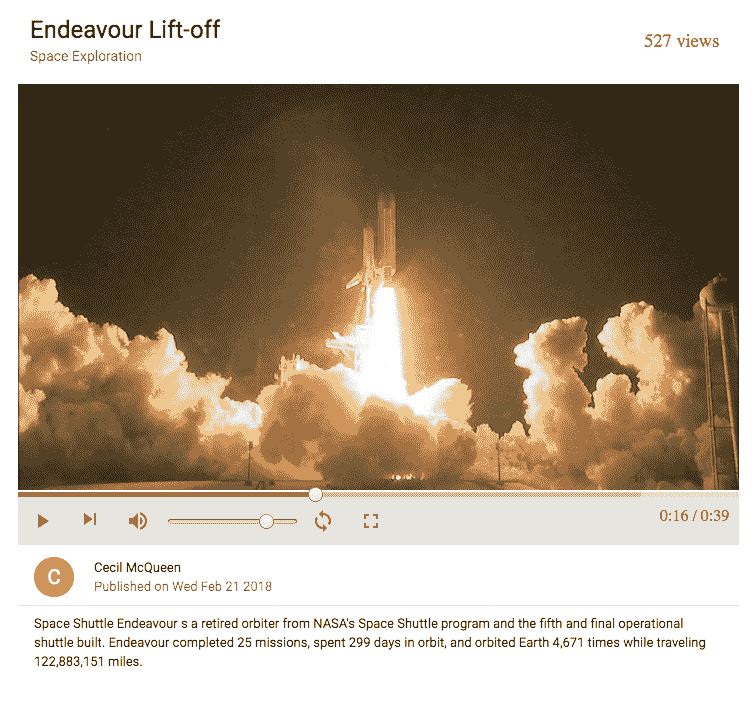 Endeavour Lift-off
Space Exploration
527 views
0:16 / 0:39
C
Cecil McQueen
Published on Wed Feb 21 2018
Space Shuttle Endeavour s a retired orbiter from NASA's Space Shuttle program and the fifth and final operational
shuttle built. Endeavour completed 25 missions, spent 299 days in orbit, and orbited Earth 4,671 times while traveling
122,883,151 miles.